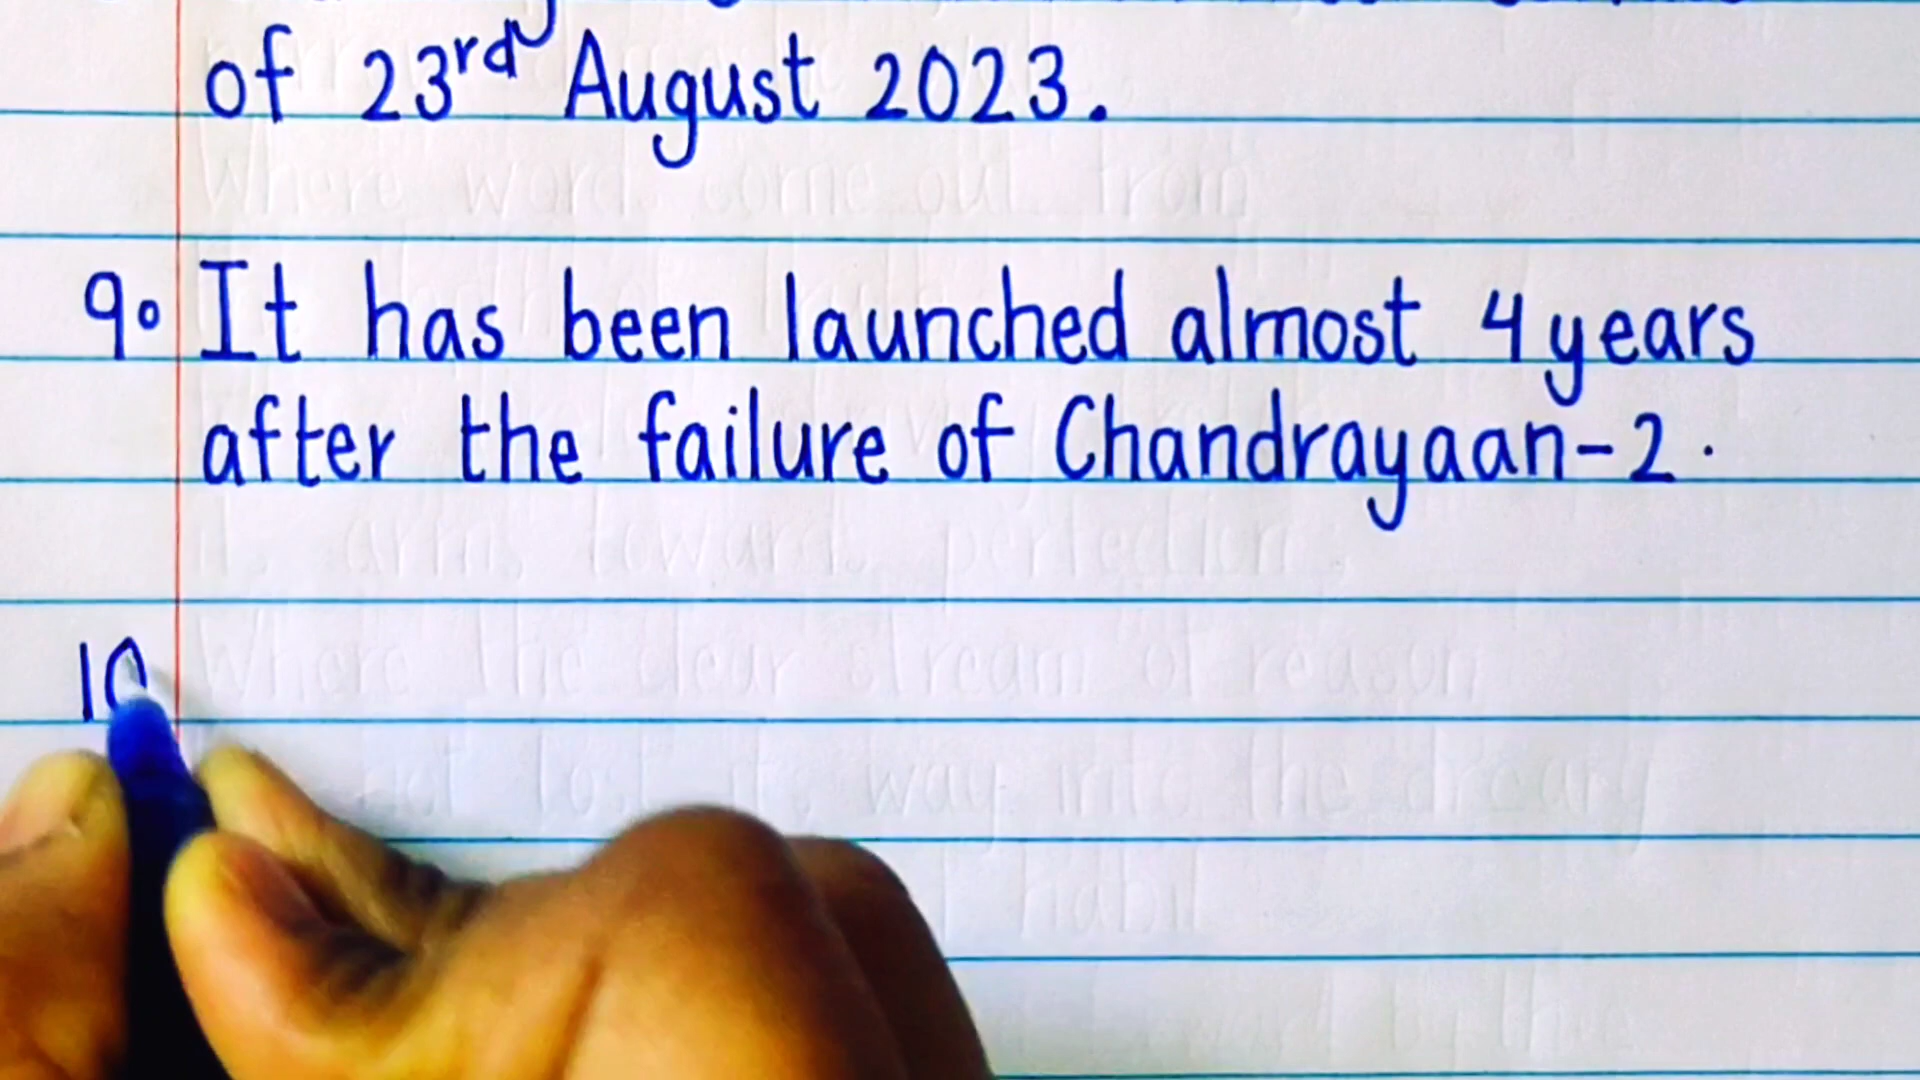 of 23rd August 2023.
9. It has been launched almost 4 years
after the failure of Chandrayaan-2.
10